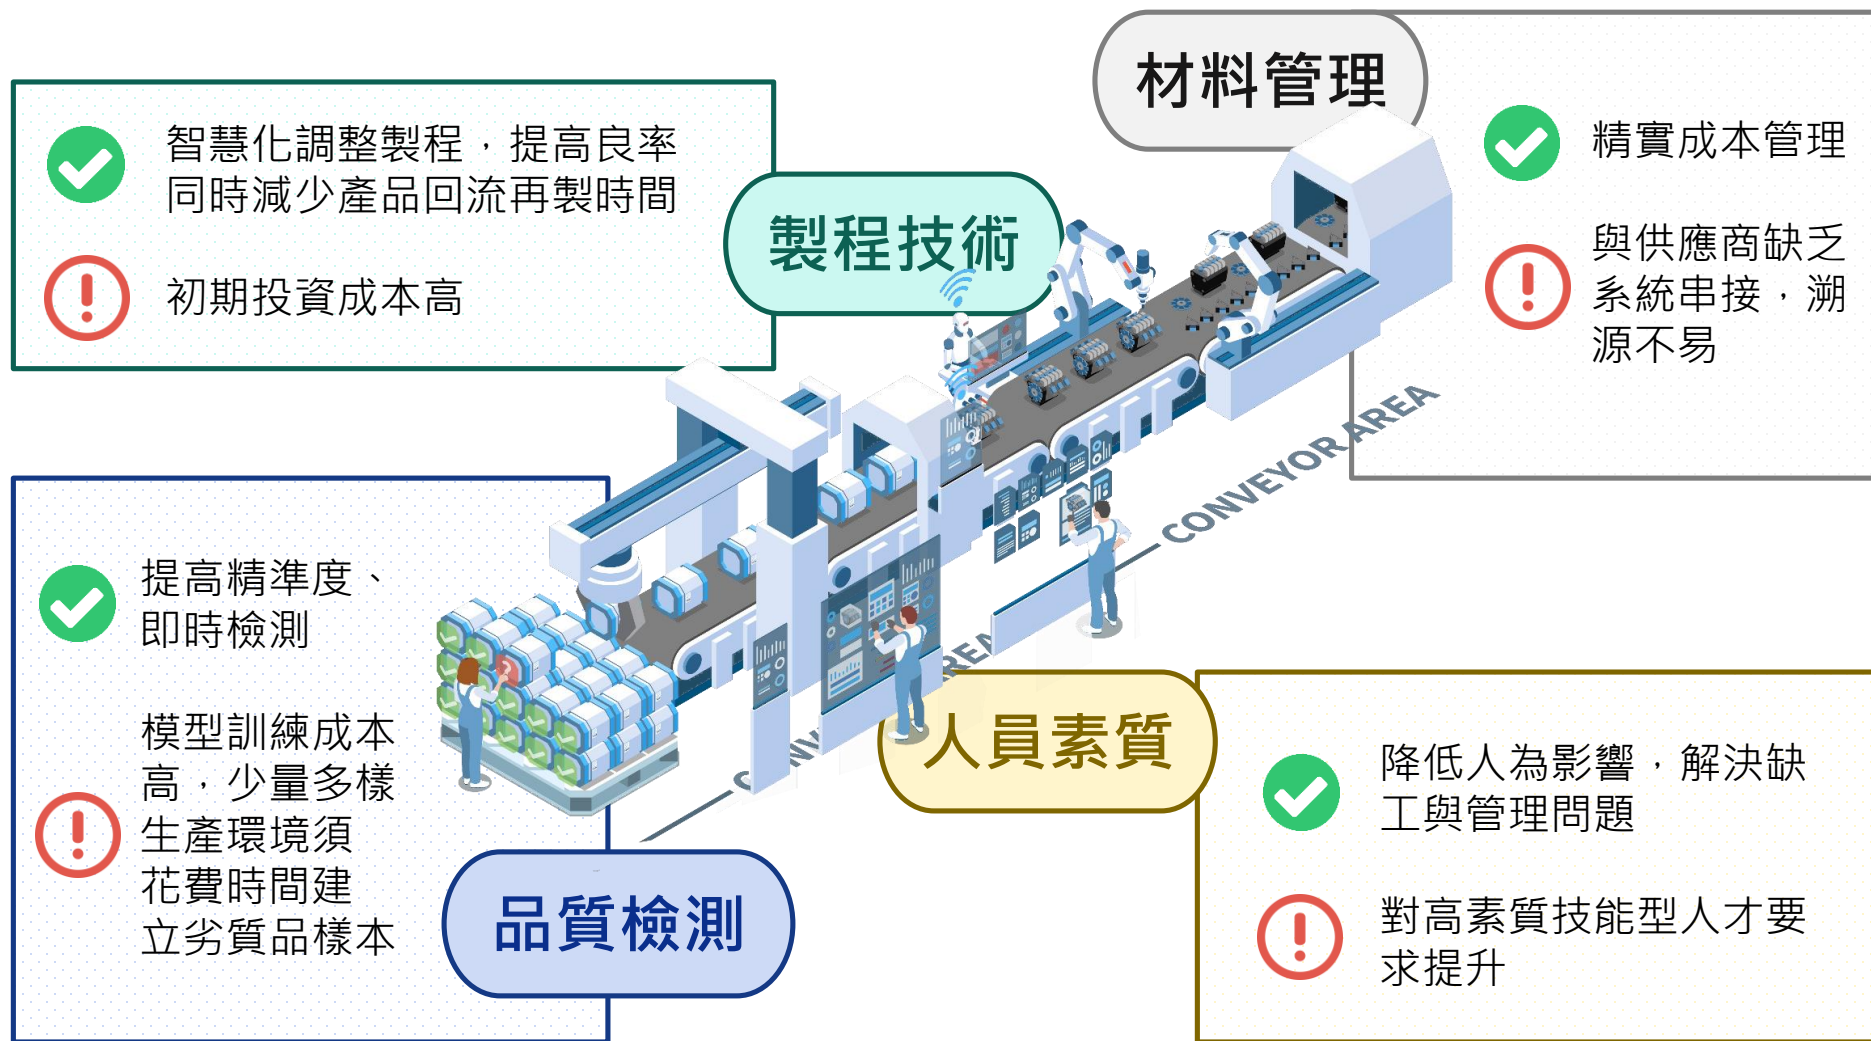 材料管理
精實成本管理
與供應商缺乏
系統串接，溯
源不易
製程技術
智慧化調整製程，提高良率
同時減少產品回流再製時間
初期投資成本高
CONVEYOR AREA
品質檢測
提高精準度、
即時檢測
模型訓練成本
高，少量多樣
生產環境須
花費時間建
立劣質品樣本
人員素質
降低人為影響，解決缺
工與管理問題
對高素質技能型人才要
求提升